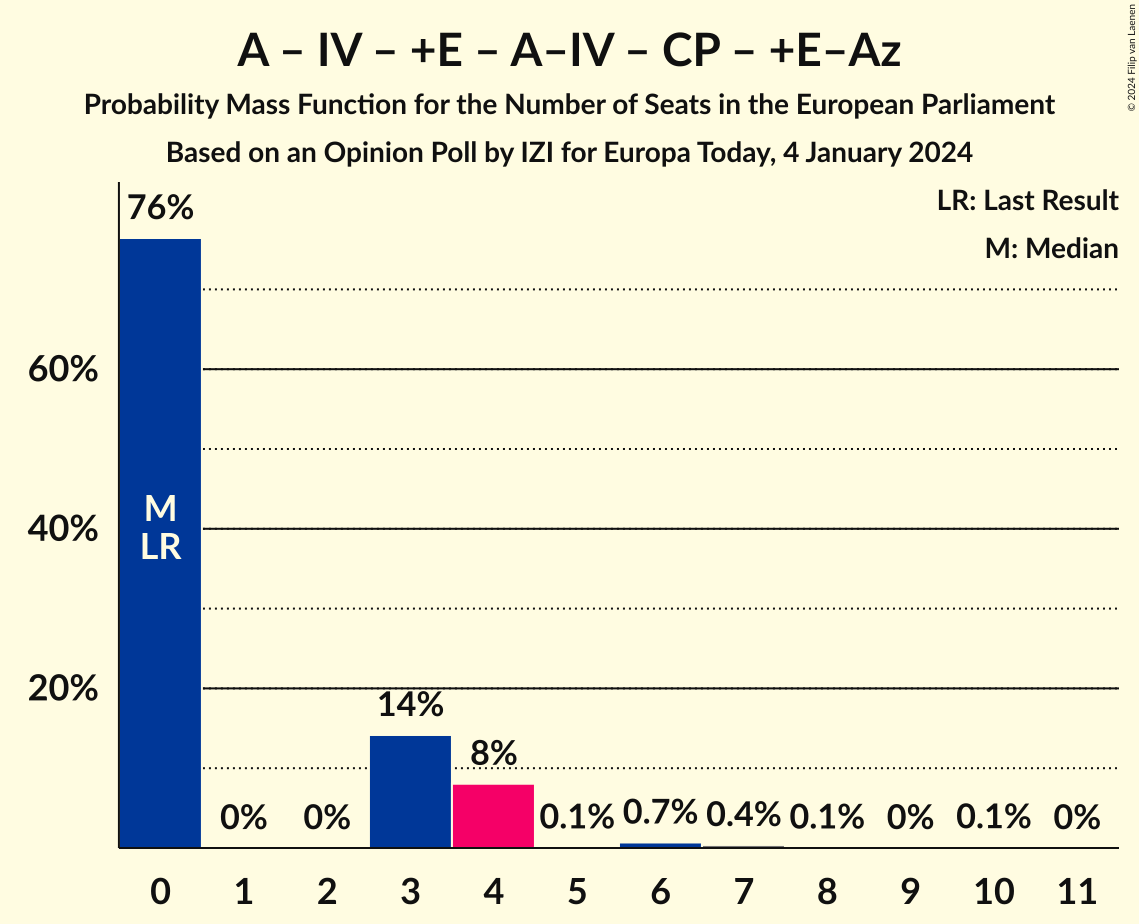 A – IV – +E – A–IV – CP – +E–Az
Probability Mass Function for the Number of Seats in the European Parliament
Based on an Opinion Poll by IZI for Europa Today, 4 January 2024
© 2024 Filip van Laenen
LR: Last Result
M: Median
76%
60%
M
40%
LR
20%
14%
8%
0% 0% 0.1% 0.7% 0.4% 0.1% 0% 0.1% 0%
0 1 2 3 4 5 6 7 8 9 10 11